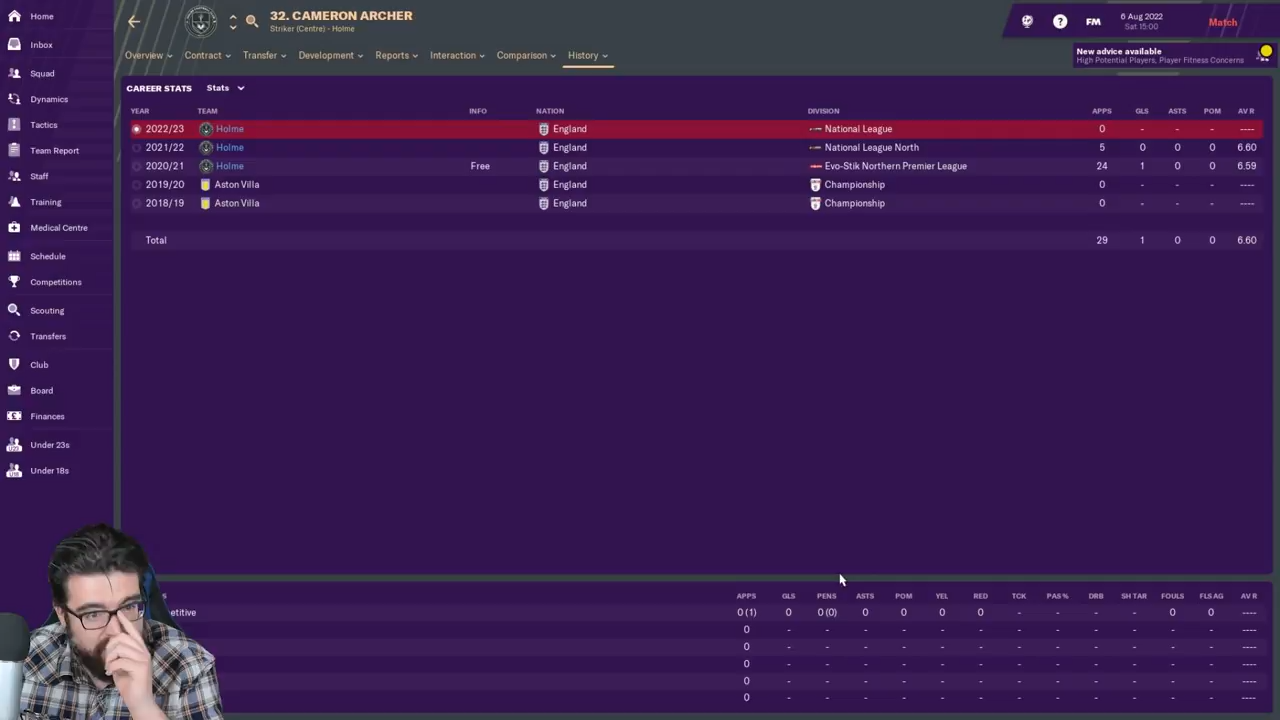 Home
Inbox
Squad
Dynamics
Tactics
Team Report
Staff
Training
Medical Centre
Schedule
Competitions
Scouting
Transfers
Club
Board
Finances
Under 23s
Under 18s
32. CAMERON ARCHER
Striker (Centre) - Holme
Overview Contract Transfer Development Reports Interaction Comparison History
FM 6 Aug 2022 Match
Sat 15:00
New advice available
High Potential Players, Player Fitness Concerns
CAREER STATS Stats
YEAR TEAM INFO NATION DIVISION APPS GLS ASTS POM AV R
2022/23 Holme England National League 0 - - - ----
2021/22 Holme England National League North 5 0 0 - 6.60
2020/21 Holme Free England Evo-Stik Northern Premier League 24 1 0 0 6.59
2019/20 Aston Villa England Championship 0 - - - ----
2018/19 Aston Villa England Championship 0 - - - ----
Total 29 1 0 0 6.60
APPS GLS PENS ASTS POM YEL RED TCK PAS % DRB SH TAR FOULS FLS AG AV R
etitive 0 (1) 0 0 (0) 0 0 0 0 - - - - 0 0 ----
0 - - - - - - - - - - - - ----
0 - - - - - - - - - - - - ----
0 - - - - - - - - - - - - ----
0 - - - - - - - - - - - - ----
0 - - - - - - - - - - - - ----